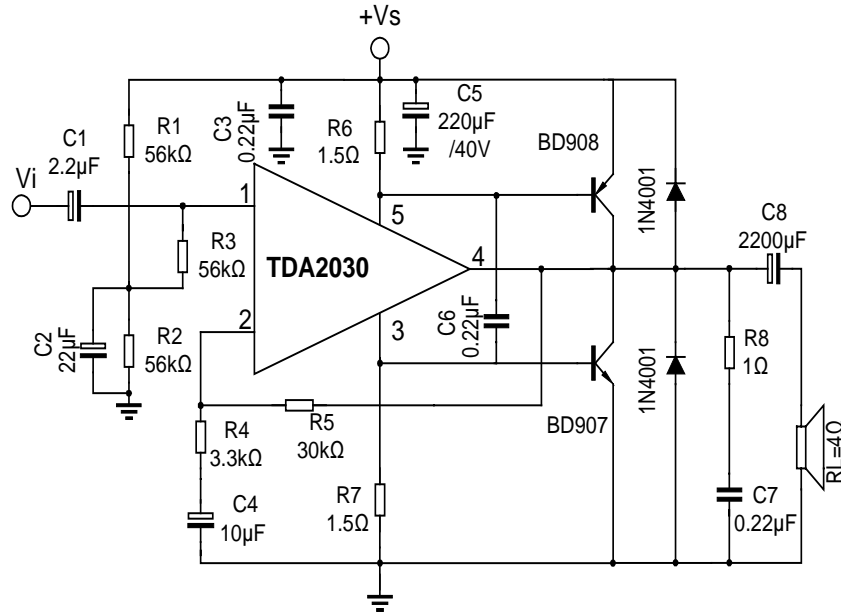 +Vs
C5
220µF
/40V
C3
0.22µF
R6
1.5Ω
C1
2.2µF
R1
56kΩ
BD908
1N4001
Vi
1
5
R3
56kΩ
C8
2200µF
TDA2030
4
2
3
C6
0.22µF
C2
22µF
R2
56kΩ
R8
1Ω
1N4001
R5
30kΩ
R4
3.3kΩ
BD907
RL=4Ω
R7
1.5Ω
C4
10µF
C7
0.22µF